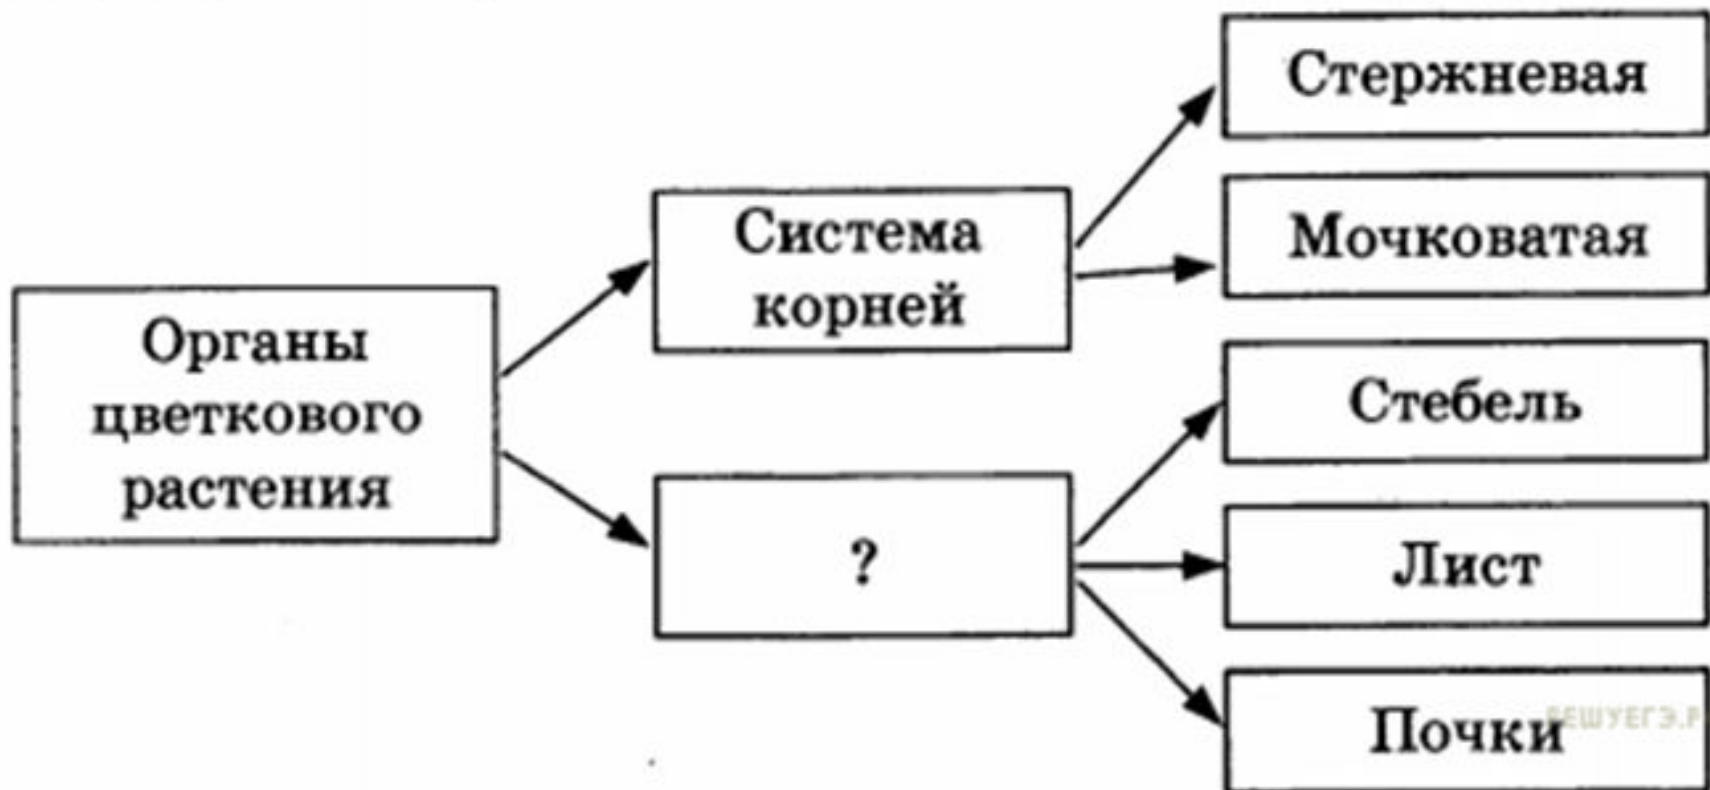 Органы
цветкового
растения
Система
корней
?
Стержневая
Мочковатая
Стебель
Лист
Почки